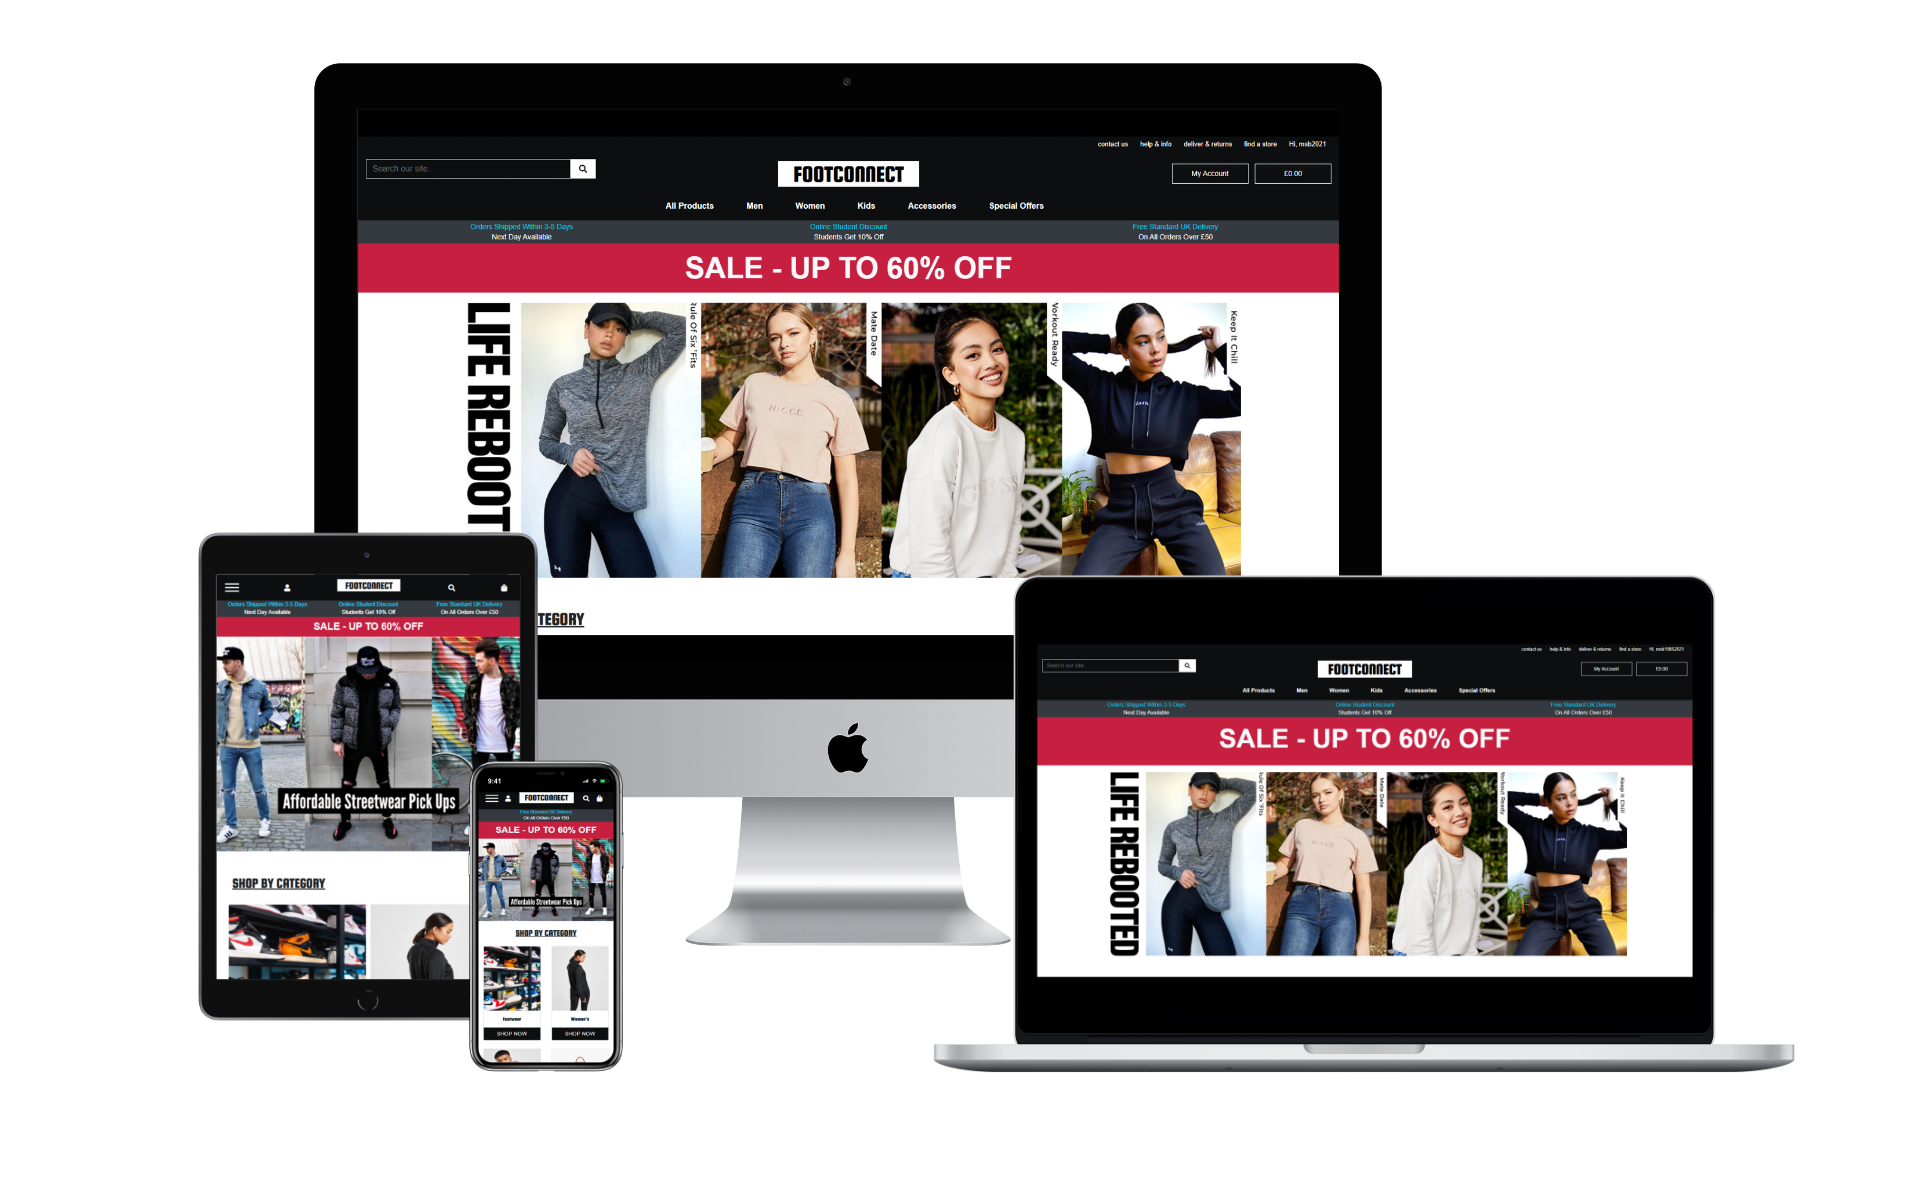 contact us help & info deliver & returns find a store Hi, msb2021
Search our site..
FOOTCONNECT
My Account £0.00
All Products Men Women Kids Accessories Special Offers
Orders Shipped Within 3-5 Days Online Student Discount Free Standard UK Delivery
Next Day Available Students Get 10% Off On All Orders Over £50
SALE - UP TO 60% OFF
LIFE REBOOT
Rule Of Six 'Fits
Mate Date
Workout Ready
Keep It Chill
NICCE
GUESS
TEGORY
FOOTCONNECT
Orders Shipped Within 3-5 Days Online Student Discount Free Standard UK Delivery
Next Day Available Students Get 10% Off On All Orders Over £50
SALE - UP TO 60% OFF
Affordable Streetwear Pick Ups
SHOP BY CATEGORY
9:41
FOOTCONNECT
Free Standard UK Delivery
On All Orders Over £50
SALE - UP TO 60% OFF
Affordable Streetwear Pick Ups
SHOP BY CATEGORY
Footwear Women's
SHOP NOW SHOP NOW
contact us help & info deliver & returns find a store Hi, msb19852021
Search our site
FOOTCONNECT
My Account £0.00
All Products Men Women Kids Accessories Special Offers
Orders Shipped Within 3-5 Days Online Student Discount Free Standard UK Delivery
Next Day Available Students Get 10% Off On All Orders Over £50
SALE - UP TO 60% OFF
LIFE REBOOTED
Rule Of Six 'Fits
Mate Date
Workout Ready
Keep It Chill